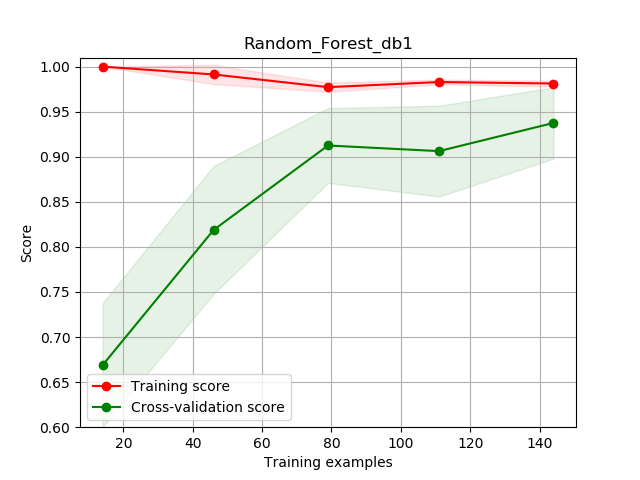 Random_Forest_db1
1.00
0.95
0.90
0.85
0.80
0.75
0.70
0.65
0.60
Score
Training score
Cross-validation score
20 40 60 80 100 120 140
Training examples